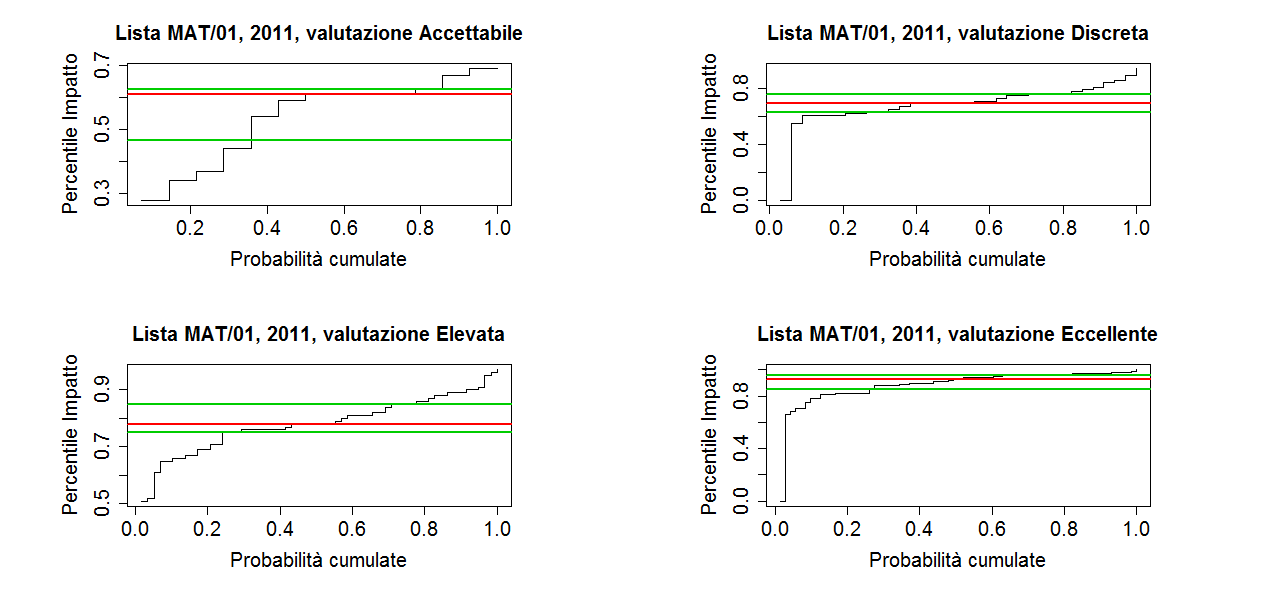 Lista MAT/01, 2011, valutazione Accettabile
Percentile Impatto
0.3 0.5 0.7
0.2 0.4 0.6 0.8 1.0
Probabilità cumulate
Lista MAT/01, 2011, valutazione Discreta
Percentile Impatto
0.0 0.4 0.8
0.0 0.2 0.4 0.6 0.8 1.0
Probabilità cumulate
Lista MAT/01, 2011, valutazione Elevata
Percentile Impatto
0.5 0.7 0.9
0.0 0.2 0.4 0.6 0.8 1.0
Probabilità cumulate
Lista MAT/01, 2011, valutazione Eccellente
Percentile Impatto
0.0 0.4 0.8
0.0 0.2 0.4 0.6 0.8 1.0
Probabilità cumulate